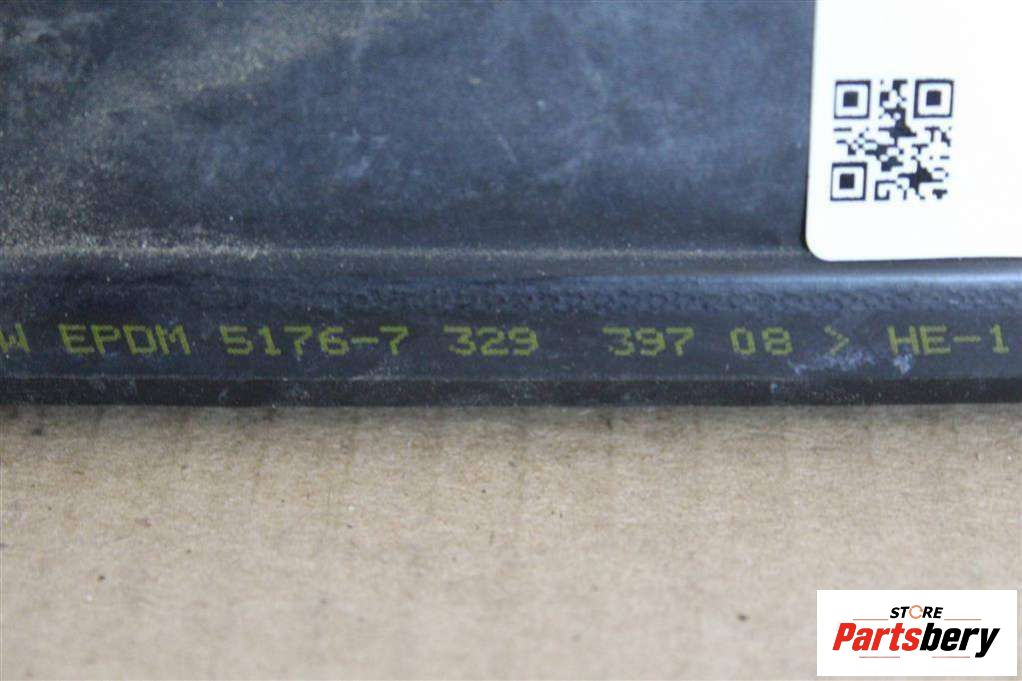 W EPDM 5176-7 329 397 08 > HE-1
STORE
Partsbery